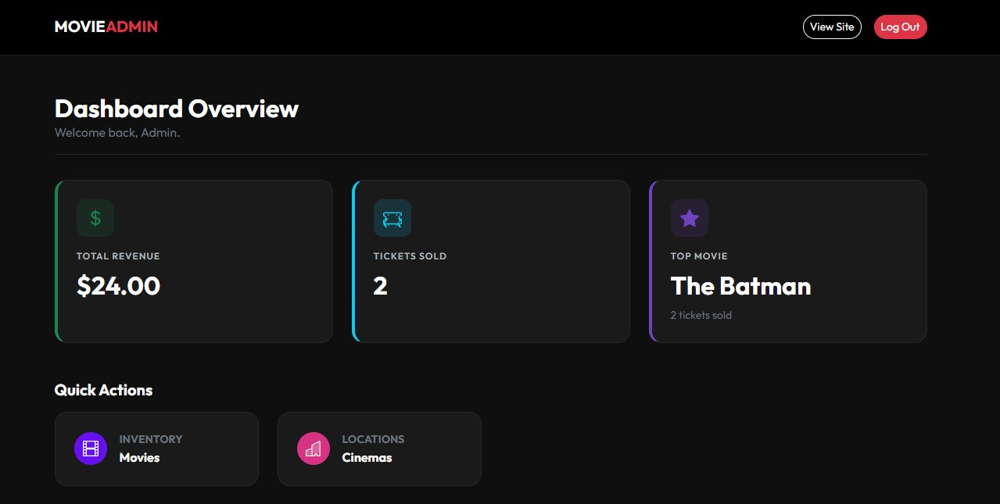 MOVIEADMIN
View Site
Log Out
Dashboard Overview
Welcome back, Admin.
$
TOTAL REVENUE
$24.00
TICKETS SOLD
2
TOP MOVIE
The Batman
2 tickets sold
Quick Actions
INVENTORY
Movies
LOCATIONS
Cinemas